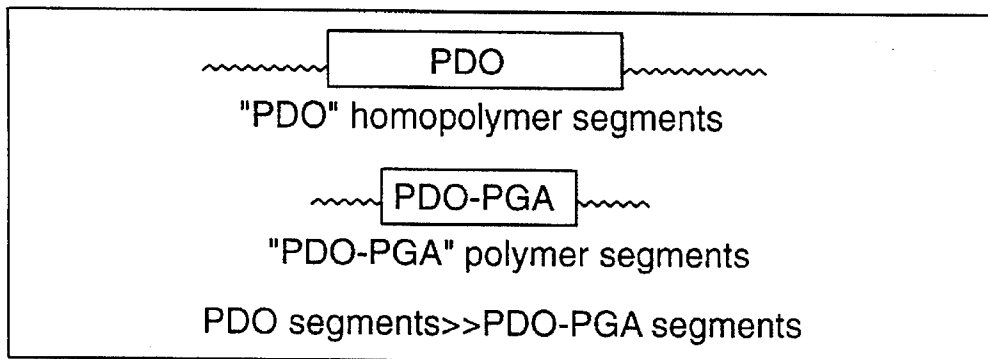 PDO
"PDO" homopolymer segments
PDO-PGA
"PDO-PGA" polymer segments
PDO segments>>PDO-PGA segments